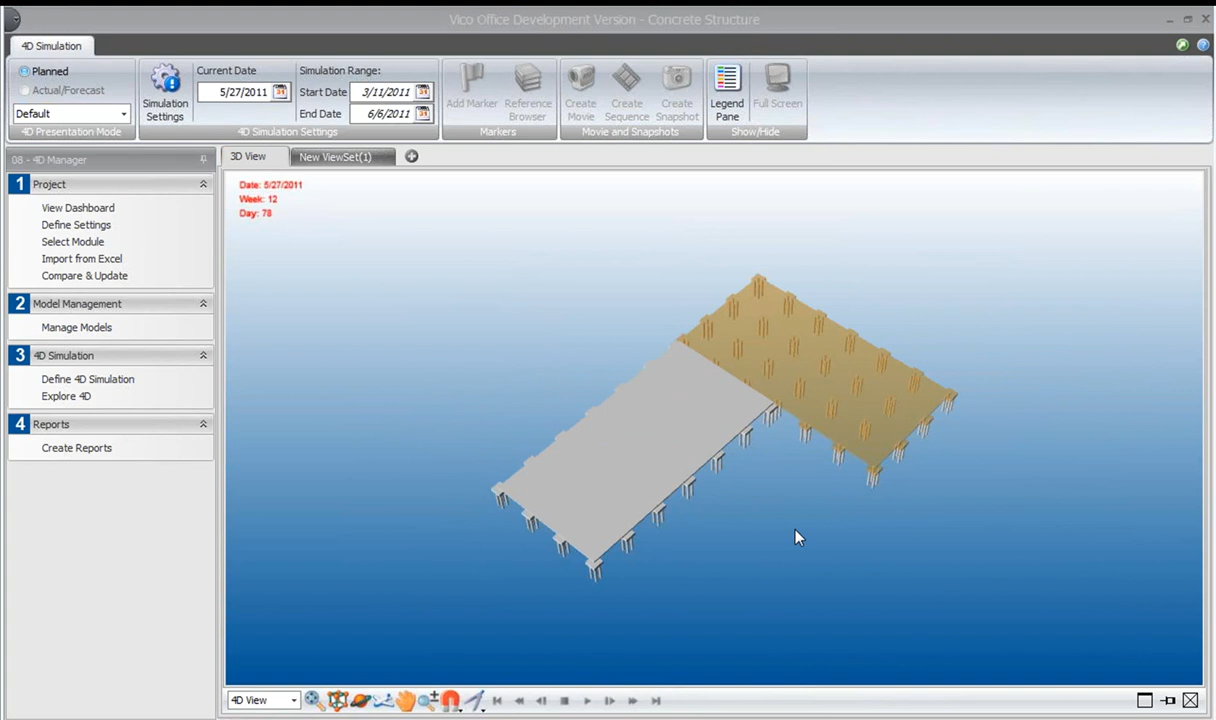 Vico Office Development Version - Concrete Structure
4D Simulation
Planned
Actual/Forecast
Default
4D Presentation Mode
Simulation
Settings
Current Date
5/27/2011
Simulation Range:
Start Date 3/11/2011
End Date 6/6/2011
4D Simulation Settings
Add Marker
Reference
Browser
Markers
Create
Movie
Create
Sequence
Create
Snapshot
Movie and Snapshots
Legend
Pane
Full Screen
Show/Hide
08 - 4D Manager
3D View
New ViewSet(1)
1 Project
View Dashboard
Define Settings
Select Module
Import from Excel
Compare & Update
2 Model Management
Manage Models
3 4D Simulation
Define 4D Simulation
Explore 4D
4 Reports
Create Reports
Date: 5/27/2011
Week: 12
Day: 78
4D View